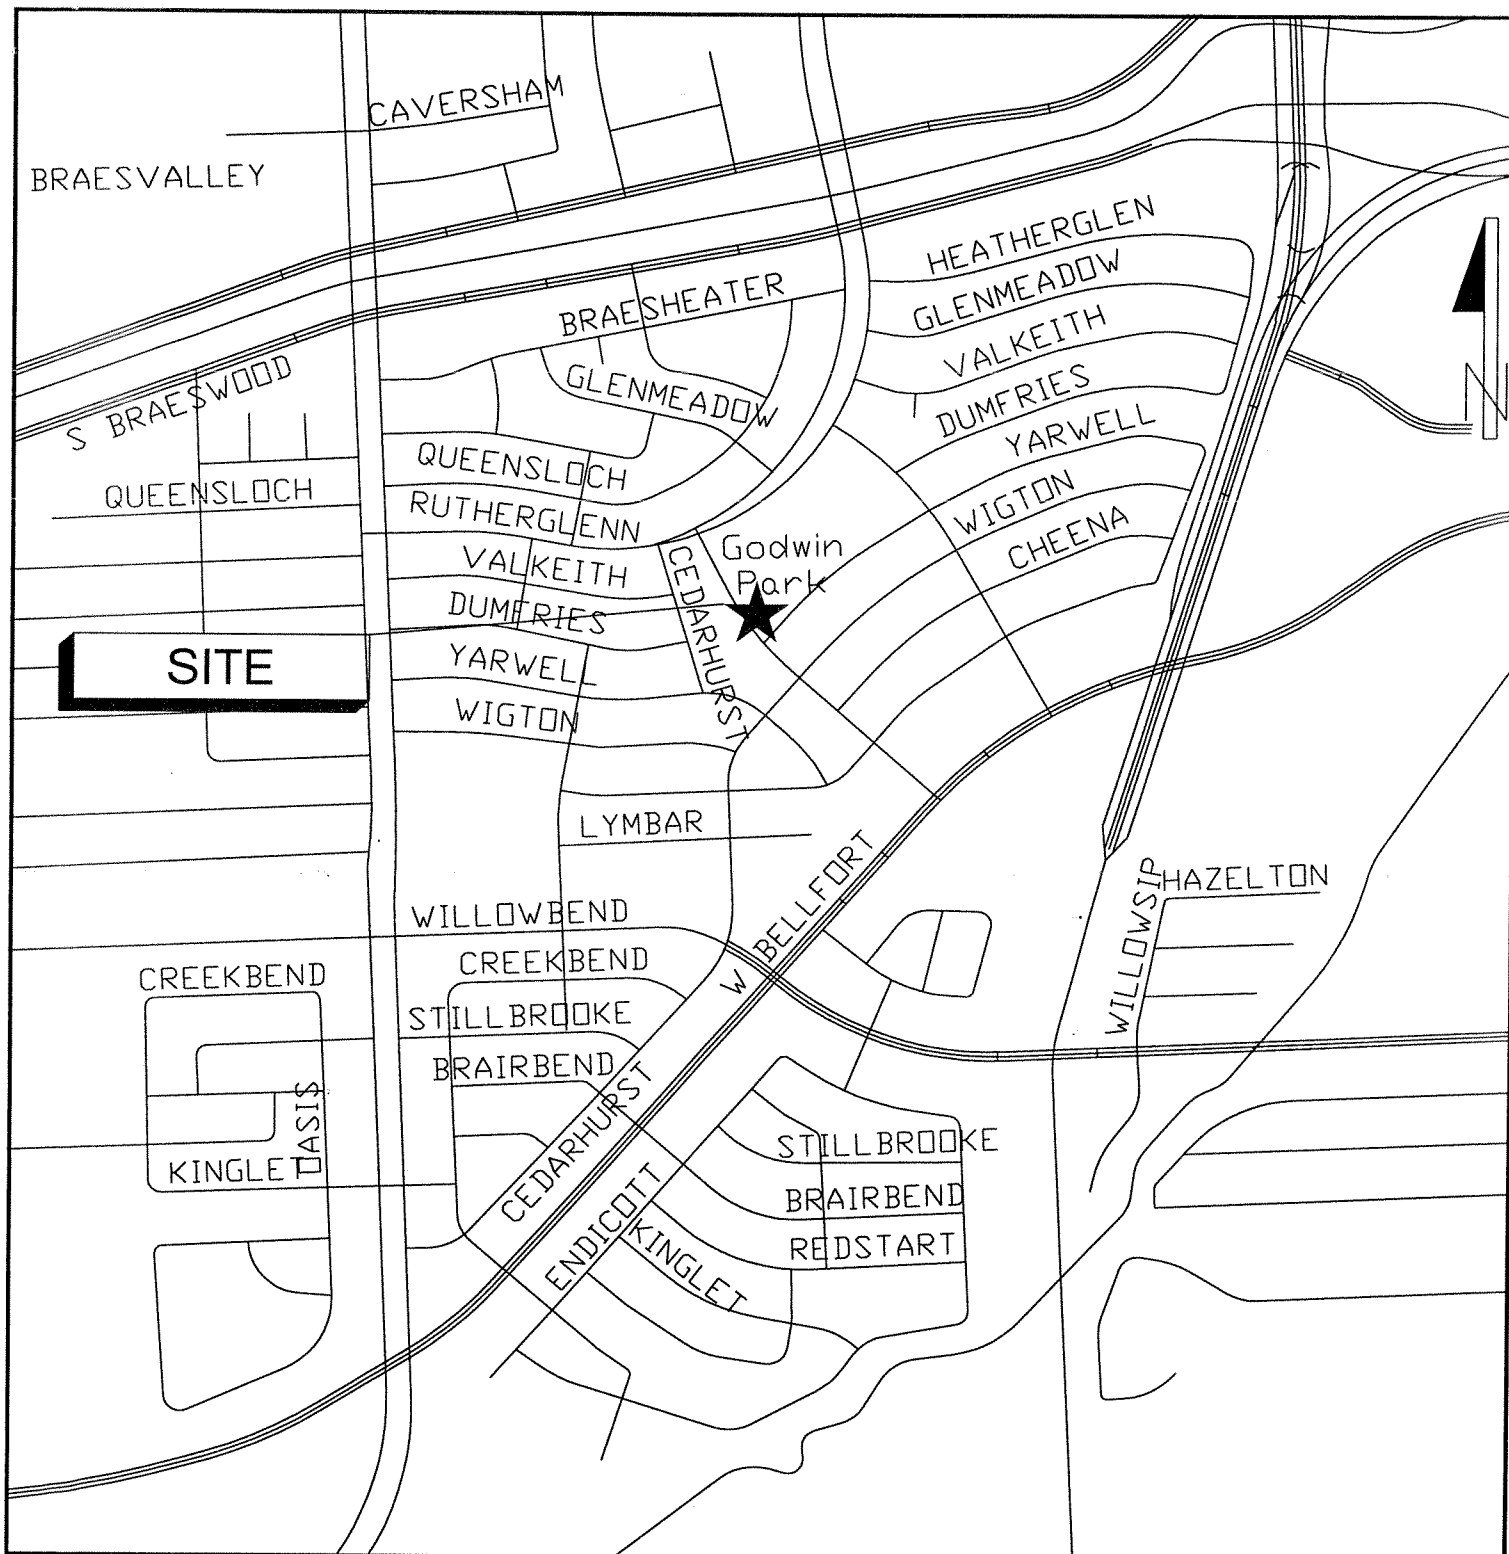 CAVERSHAM
BRAESVALLEY
HEATHERGLEN
GLENMEADOW
BRAESHEATER
VALKEITH
S BRAESWOOD
GLENMEADOW
DUMFRIES
YARWELL
N
QUEENSLOCH
QUEENSLOCH
RUTHERGLENN
WIGTON
CHEENA
VALKEITH
CEDARHURST
Godwin
Park
DUMFRIES
SITE
YARWELL
WIGTON
LYMBAR
W BELLFORT
HAZELTON
WILLOWSIP
WILLOWBEND
CREEKBEND
CREEKBEND
STILLBROOKE
BRAIRBEND
OASIS
CEDARHURST
KINGLET
STILLBROOKE
ENDICOTT
BRAIRBEND
REDSTART
KINGLET